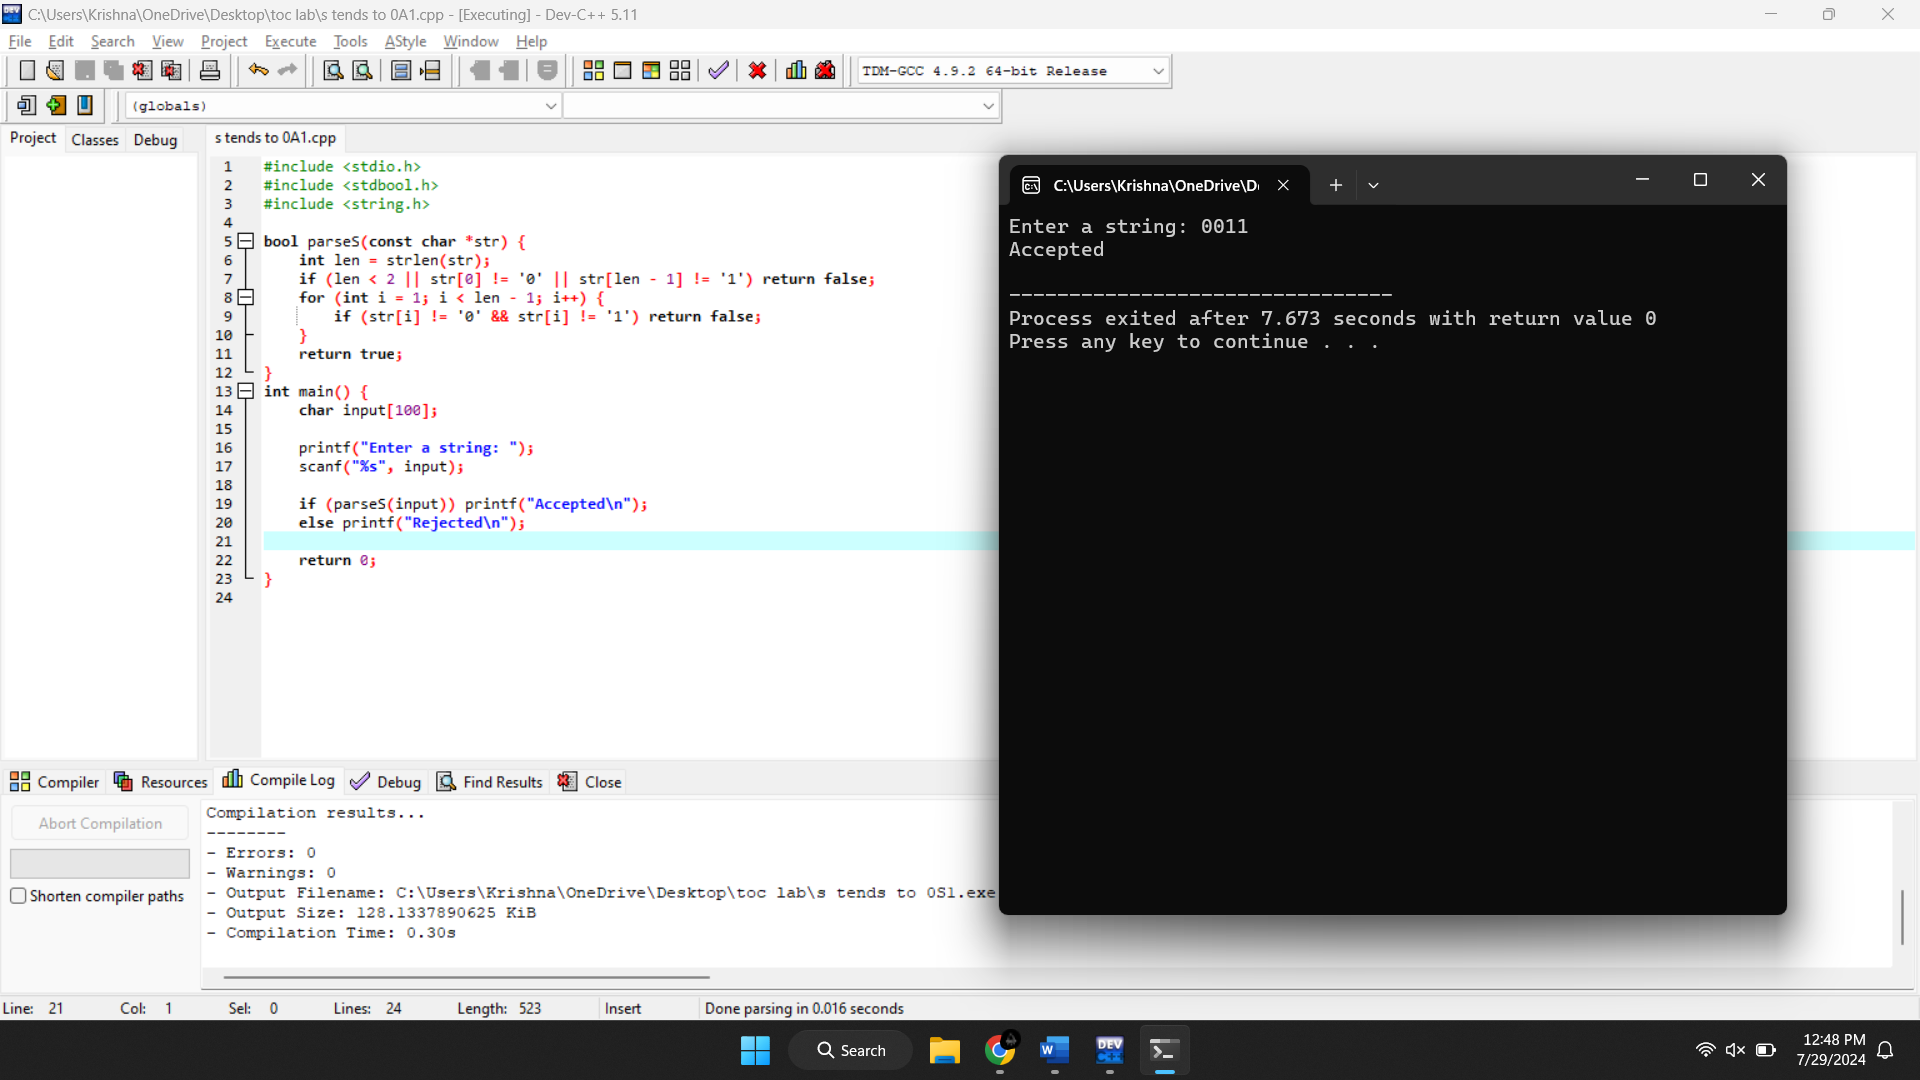 C:\Users\Krishna\OneDrive\Desktop\toc lab\s tends to 0A1.cpp - [Executing] - Dev-C++ 5.11
File Edit Search View Project Execute Tools AStyle Window Help
TDM-GCC 4.9.2 64-bit Release
(globals)
Project Classes Debug
s tends to 0A1.cpp
1 #include <stdio.h>
2 #include <stdbool.h>
3 #include <string.h>
4
5 bool parseS(const char *str) {
6 int len = strlen(str);
7 if (len < 2 || str[0] != '0' || str[len - 1] != '1') return false;
8 for (int i = 1; i < len - 1; i++) {
9 if (str[i] != '0' && str[i] != '1') return false;
10 }
11 return true;
12 }
13 int main() {
14 char input[100];
15
16 printf("Enter a string: ");
17 scanf("%s", input);
18
19 if (parseS(input)) printf("Accepted\n");
20 else printf("Rejected\n");
21
22 return 0;
23 }
24
C:\Users\Krishna\OneDrive\D
Enter a string: 0011
Accepted
--------------------------------
Process exited after 7.673 seconds with return value 0
Press any key to continue . . .
Compiler Resources Compile Log Debug Find Results Close
Abort Compilation
Shorten compiler paths
Compilation results...
--------
- Errors: 0
- Warnings: 0
- Output Filename: C:\Users\Krishna\OneDrive\Desktop\toc lab\s tends to 0S1.exe
- Output Size: 128.1337890625 KiB
- Compilation Time: 0.30s
Line: 21 Col: 1 Sel: 0 Lines: 24 Length: 523 Insert Done parsing in 0.016 seconds
Search
DEV
12:48 PM
7/29/2024